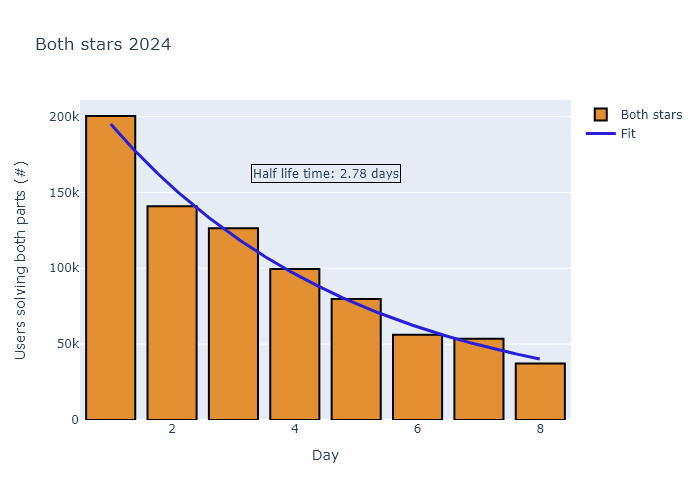 Both stars 2024
Both stars
Fit
200k
150k
100k
50k
0
Half life time: 2.78 days
Users solving both parts (#)
2
4
6
8
Day